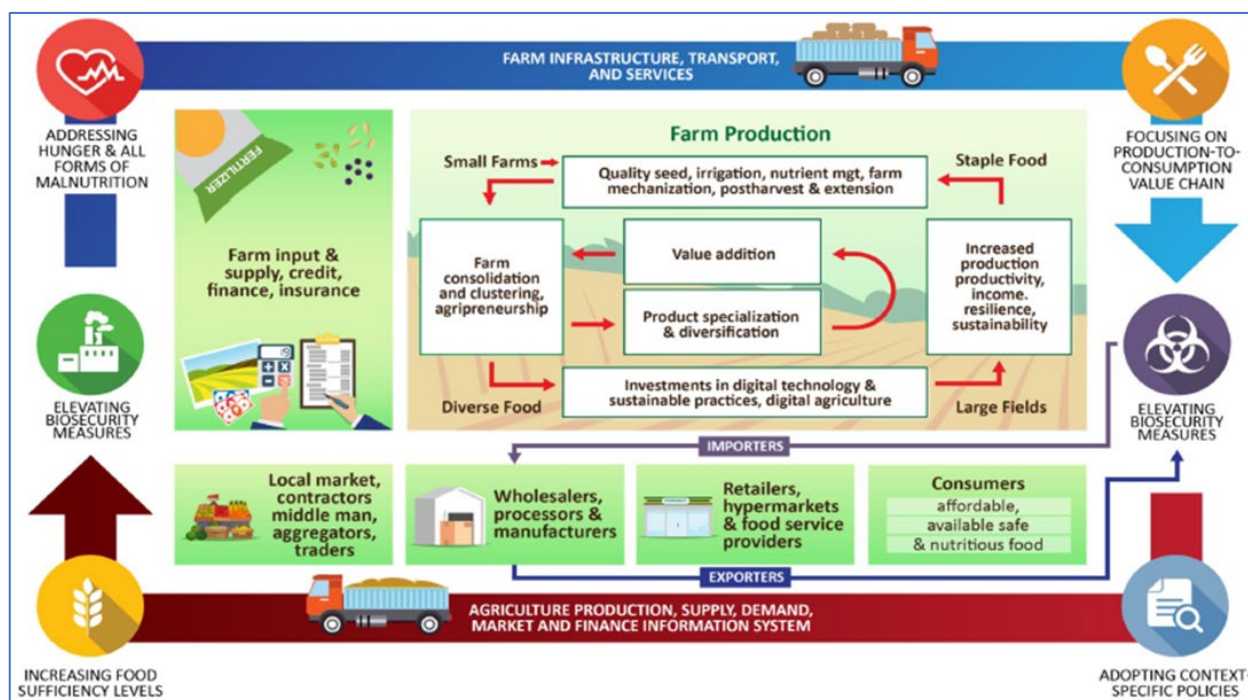 FARM INFRASTRUCTURE, TRANSPORT,
AND SERVICES
ADDRESSING
HUNGER & ALL
FORMS OF
MALNUTRITION
FOCUSING ON
PRODUCTION-TO-
CONSUMPTION
VALUE CHAIN
FERTILIZER
Farm input &
supply, credit,
finance, insurance
Farm Production
Small Farms
Staple Food
Quality seed, irrigation, nutrient mgt, farm
mechanization, postharvest & extension
Farm
consolidation
and clustering,
agripreneurship
Value addition
Product specialization
& diversification
Increased
production
productivity,
income.
resilience,
sustainability
Investments in digital technology &
sustainable practices, digital agriculture
Diverse Food
Large Fields
ELEVATING
BIOSECURITY
MEASURES
ELEVATING
BIOSECURITY
MEASURES
IMPORTERS
Local market,
contractors
middle man,
aggregators,
traders
Wholesalers,
processors &
manufacturers
Retailers,
hypermarkets
& food service
providers
Consumers
affordable,
available safe
& nutritious food
EXPORTERS
AGRICULTURE PRODUCTION, SUPPLY, DEMAND,
MARKET AND FINANCE INFORMATION SYSTEM
INCREASING FOOD
SUFFICIENCY LEVELS
ADOPTING CONTEXT-
SPECIFIC POLICIES